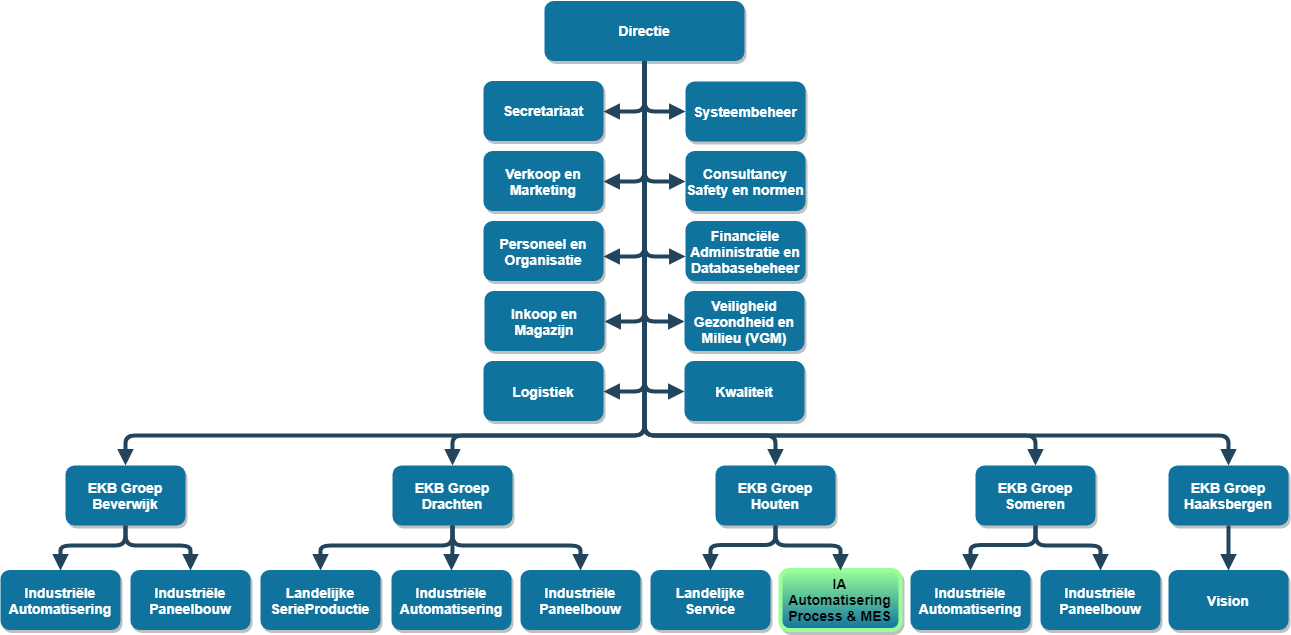 Directie
Secretariaat
Systeembeheer
Verkoop en
Marketing
Consultancy
Safety en normen
Personeel en
Organisatie
Financiële
Administratie en
Databasebeheer
Inkoop en
Magazijn
Veiligheid
Gezondheid en
Milieu (VGM)
Logistiek
Kwaliteit
EKB Groep
Beverwijk
EKB Groep
Drachten
EKB Groep
Houten
EKB Groep
Someren
EKB Groep
Haaksbergen
Industriële
Automatisering
Industriële
Paneelbouw
Landelijke
SerieProductie
Industriële
Automatisering
Industriële
Paneelbouw
Landelijke
Service
IA
Automatisering
Process & MES
Industriële
Automatisering
Industriële
Paneelbouw
Vision